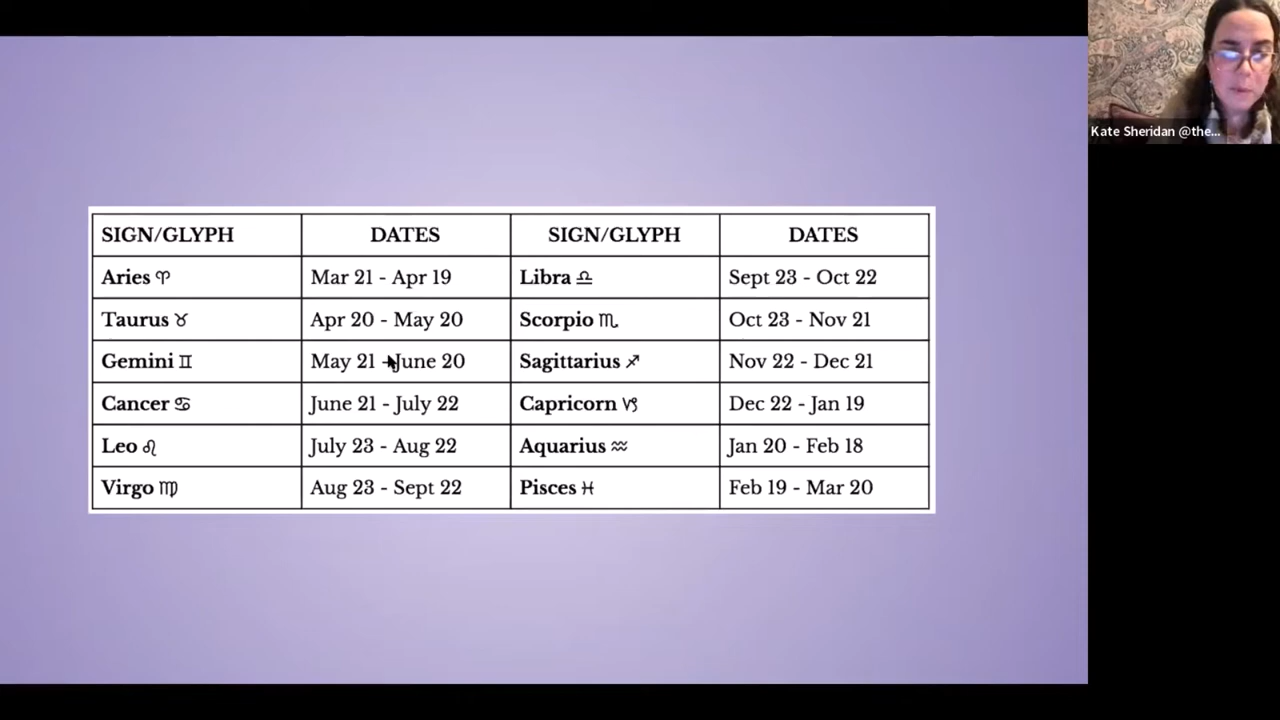 SIGN/GLYPH DATES SIGN/GLYPH DATES
Aries ♈︎ Mar 21 - Apr 19 Libra ♎︎ Sept 23 - Oct 22
Taurus ♉︎ Apr 20 - May 20 Scorpio ♏︎ Oct 23 - Nov 21
Gemini ♊︎ May 21 - June 20 Sagittarius ♐︎ Nov 22 - Dec 21
Cancer ♋︎ June 21 - July 22 Capricorn ♑︎ Dec 22 - Jan 19
Leo ♌︎ July 23 - Aug 22 Aquarius ♒︎ Jan 20 - Feb 18
Virgo ♍︎ Aug 23 - Sept 22 Pisces ♓︎ Feb 19 - Mar 20
Kate Sheridan @the...